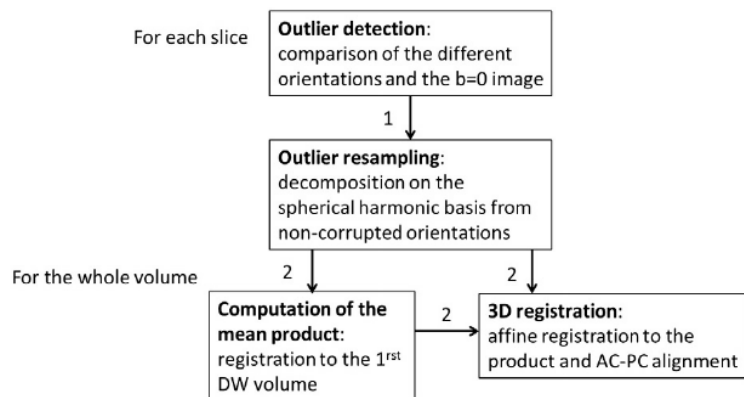 For each slice
Outlier detection:
comparison of the different
orientations and the b=0 image
1
Outlier resampling:
decomposition on the
spherical harmonic basis from
non-corrupted orientations
For the whole volume
2
2
Computation of the
mean product:
registration to the 1rst
DW volume
2
3D registration:
affine registration to the
product and AC-PC alignment